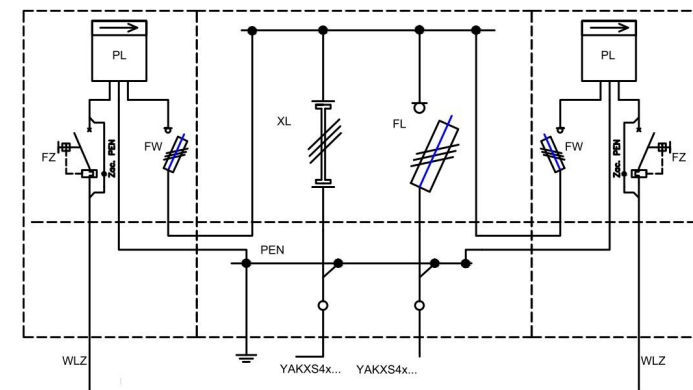 PL
PL
XL
FL
FZ
FW
Zac. PEN
FW
Zac. PEN
FZ
PEN
WLZ
YAKXS4x...
YAKXS4x...
WLZ